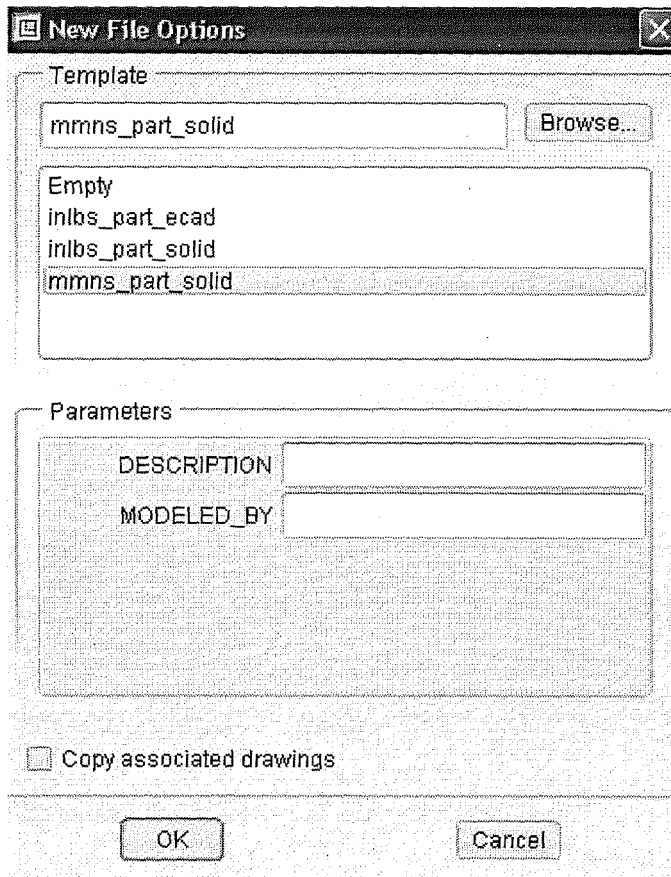 New File Options
Template
mmns_part_solid
Browse...
Empty
inlbs_part_ecad
inlbs_part_solid
mmns_part_solid
Parameters
DESCRIPTION
MODELED_BY
Copy associated drawings
OK
Cancel